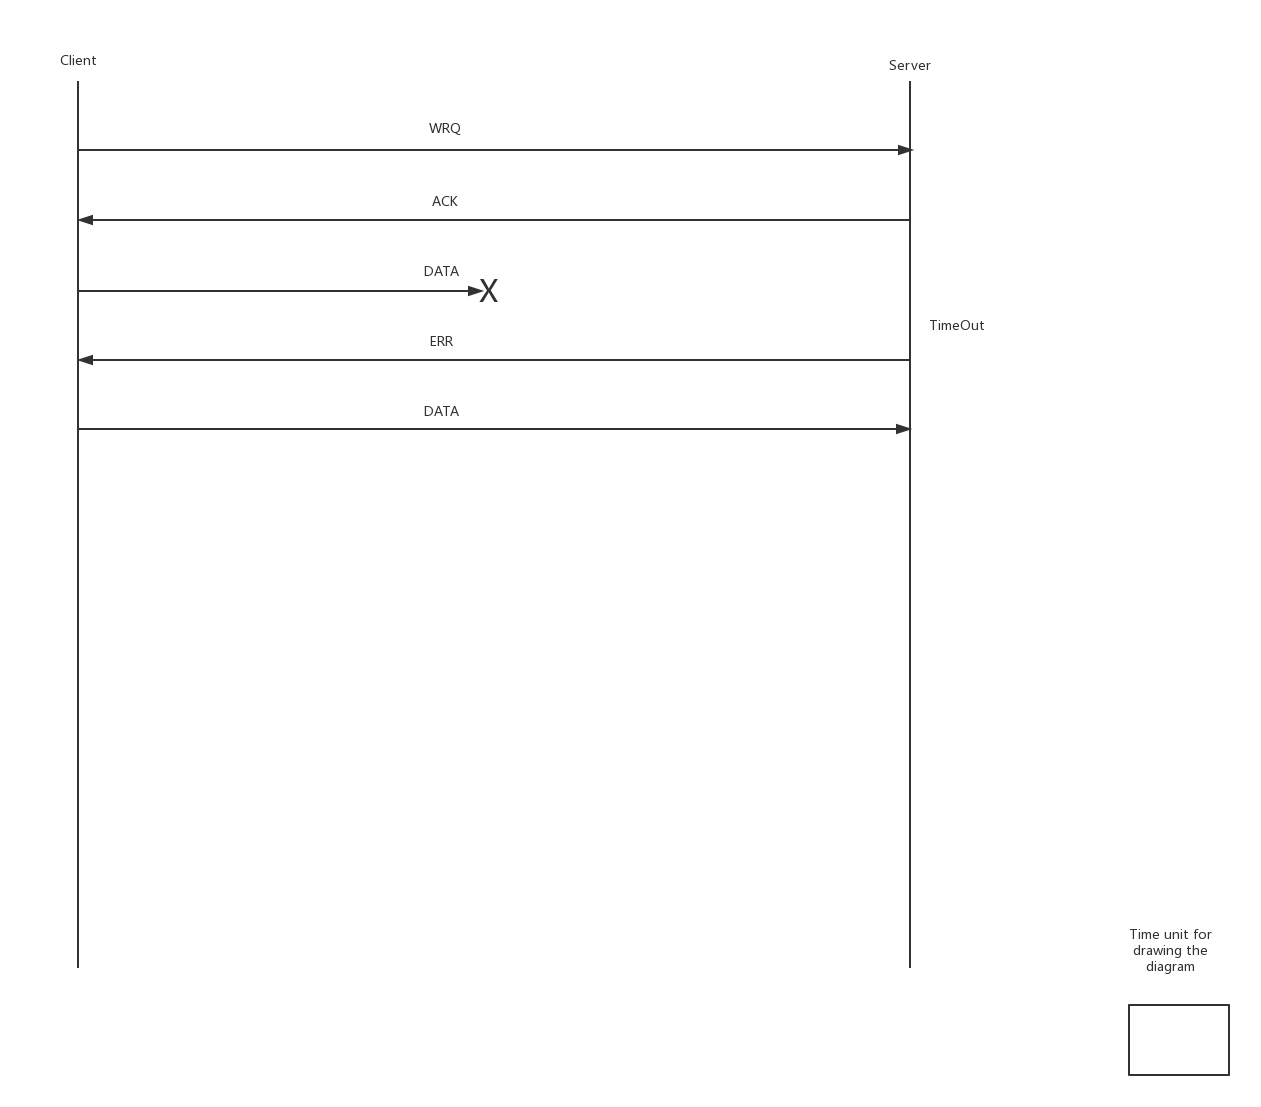 Client
Server
WRQ
ACK
DATA
X
TimeOut
ERR
DATA
Time unit for
drawing the
diagram